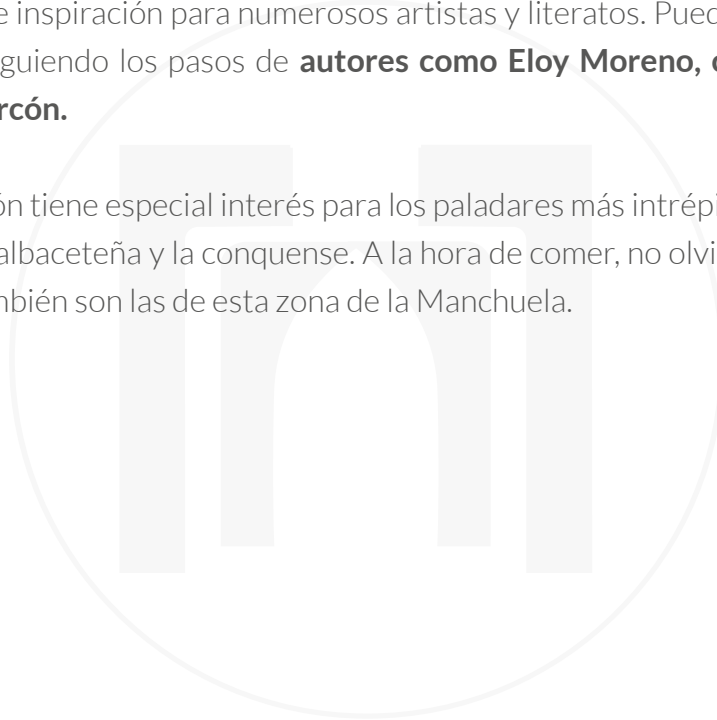 e inspiración para numerosos artistas y literatos. Pued
guiendo los pasos de autores como Eloy Moreno,
rcón.
ón tiene especial interés para los paladares más intrépi
albaceteña y la conquense. A la hora de comer, no olvi
mbién son las de esta zona de la Manchuela.